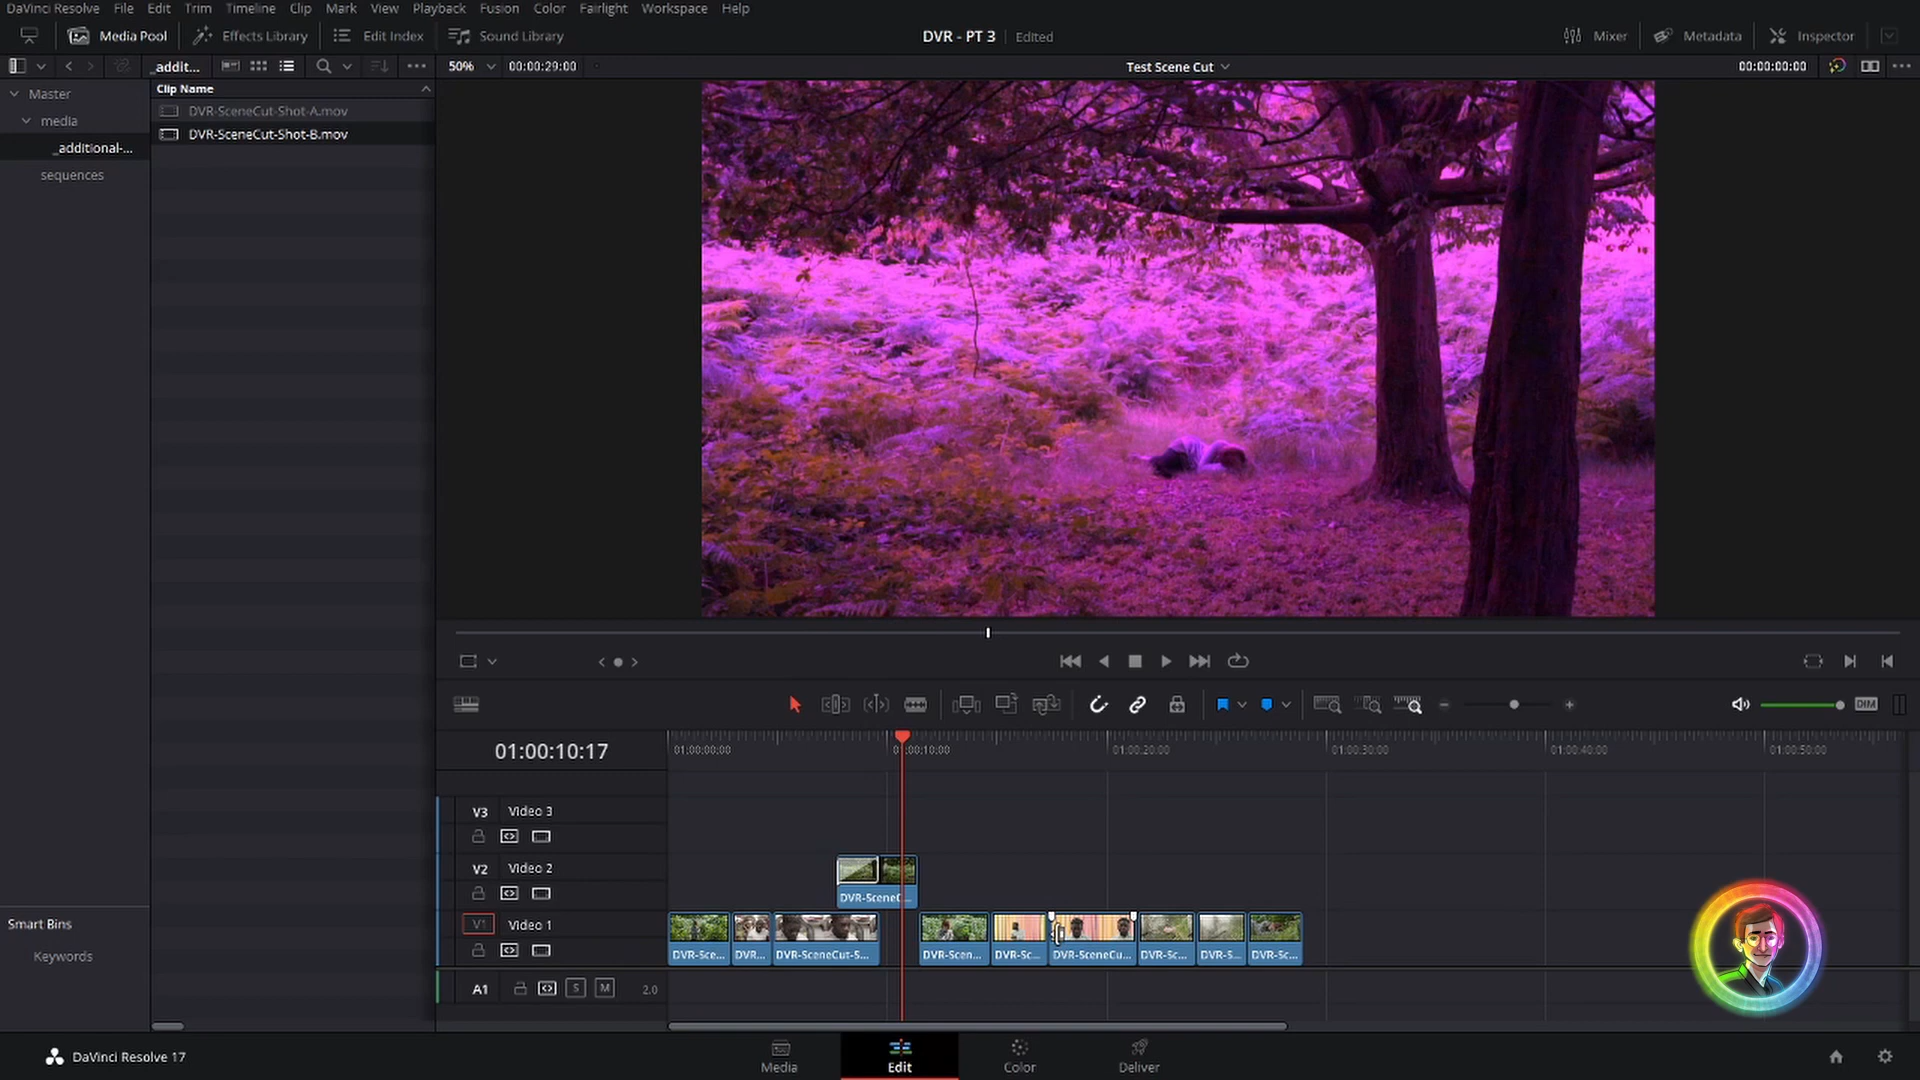 DaVinci Resolve File Edit Trim Timeline Clip Mark View Playback Fusion Color Fairlight Workspace Help
Media Pool Effects Library Edit Index Sound Library DVR - PT 3 Edited Mixer Metadata Inspector
_addit... 50% 00:00:29:00 Test Scene Cut 00:00:00:00
Master
media
_additional-...
sequences
Clip Name
DVR-SceneCut-Shot-A.mov
DVR-SceneCut-Shot-B.mov
DIM
01:00:10:17
01:00:00:00 01:00:10:00 01:00:20:00 01:00:30:00 01:00:40:00 01:00:50:00
V3 Video 3
V2 Video 2
DVR-SceneC...
V1 Video 1
DVR-Sce... DVR... DVR-SceneCut-S... DVR-Scen... DVR-Sc... DVR-SceneCu... DVR-Sc... DVR-S... DVR-Sc...
A1 S M 2.0
Smart Bins
Keywords
DaVinci Resolve 17
Media Edit Color Deliver